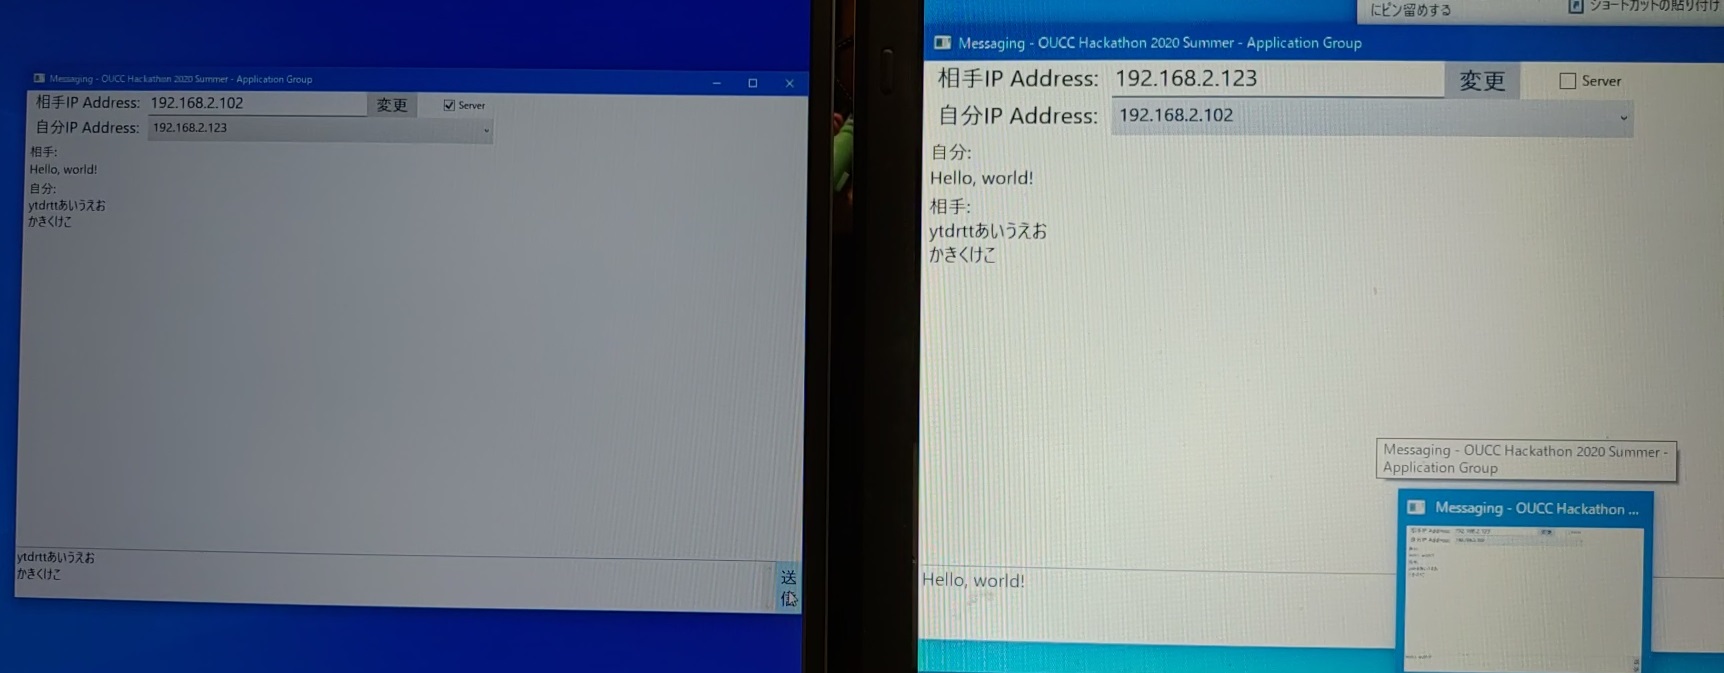 Messaging - OUCC Hackathon 2020 Summer - Application Group
相手IP Address: 192.168.2.102 変更 Server
自分IP Address: 192.168.2.123
相手:
Hello, world!
自分:
ytdrttあいうえお
かきくけこ
ytdrttあいうえお
かきくけこ
送
信
にピン留めする
ショートカットの貼り付け
Messaging - OUCC Hackathon 2020 Summer - Application Group
相手IP Address: 192.168.2.123 変更 Server
自分IP Address: 192.168.2.102
自分:
Hello, world!
相手:
ytdrttあいうえお
かきくけこ
Hello, world!
Messaging - OUCC Hackathon 2020 Summer -
Application Group
Messaging - OUCC Hackathon ...